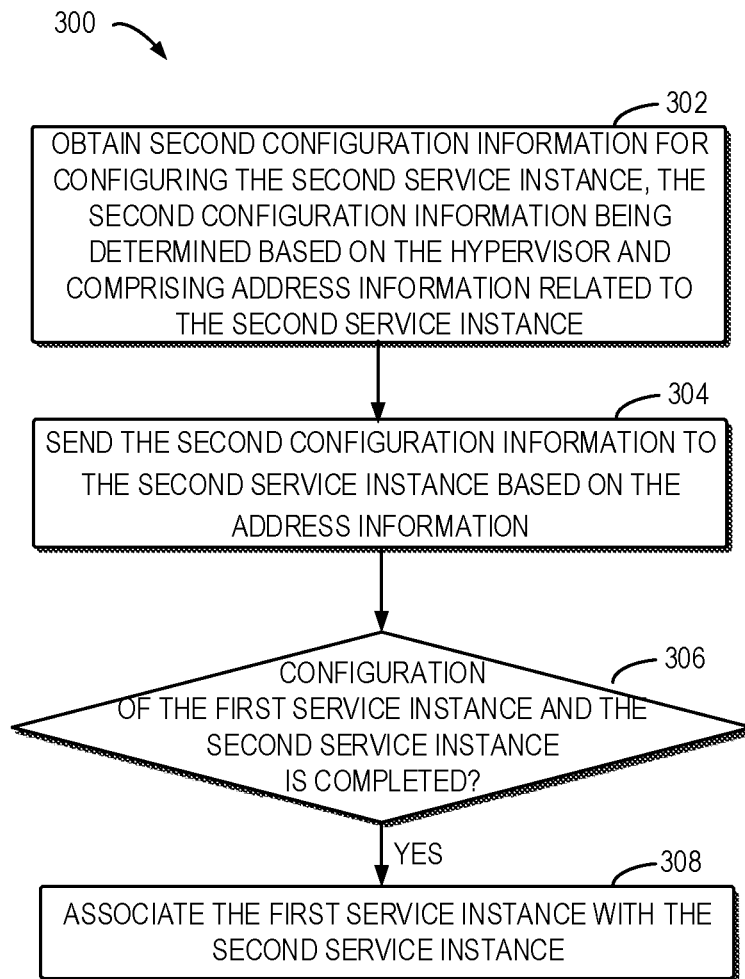 300
302
OBTAIN SECOND CONFIGURATION INFORMATION FOR
CONFIGURING THE SECOND SERVICE INSTANCE, THE
SECOND CONFIGURATION INFORMATION BEING
DETERMINED BASED ON THE HYPERVISOR AND
COMPRISING ADDRESS INFORMATION RELATED TO
THE SECOND SERVICE INSTANCE
304
SEND THE SECOND CONFIGURATION INFORMATION TO
THE SECOND SERVICE INSTANCE BASED ON THE
ADDRESS INFORMATION
306
CONFIGURATION
OF THE FIRST SERVICE INSTANCE AND THE
SECOND SERVICE INSTANCE
IS COMPLETED?
YES
308
ASSOCIATE THE FIRST SERVICE INSTANCE WITH THE
SECOND SERVICE INSTANCE